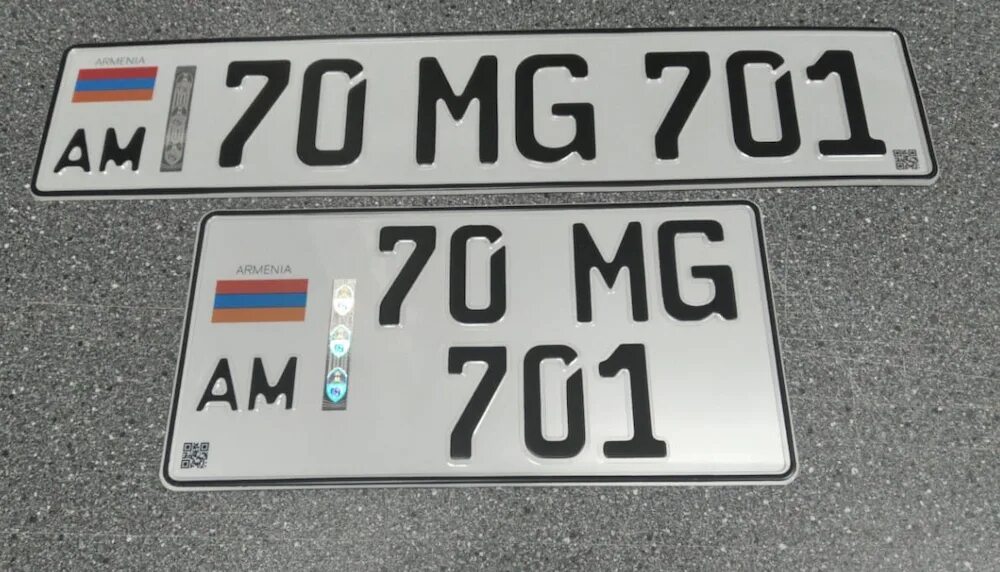 ARMENIA
AM
70 MG 701
ARMENIA
AM
70 MG
701